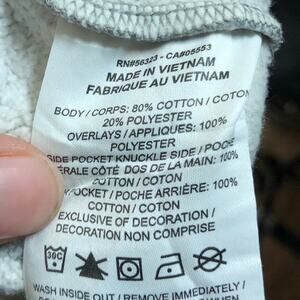 RN#56323 - CA#05553
MADE IN VIETNAM
FABRIQUE AU VIETNAM
BODY / CORPS: 80% COTTON / COTON
20% POLYESTER
OVERLAYS / APPLIQUES: 100%
POLYESTER
SIDE POCKET KNUCKLE SIDE / POCHE
CÔTÉ DOS DE LA MAIN: 100%
COTTON / COTON
POCKET / POCHE ARRIÈRE: 100%
COTTON / COTON
EXCLUSIVE OF DECORATION /
DECORATION NON COMPRISE
30C
WASH INSIDE OUT / REMOVE IMMEDIATELY /